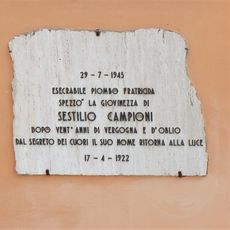 29-7-1945
ESECRABILE PIOMBO FRATRICIDA
SPEZZO' LA GIOVINEZZA DI
SESTILIO CAMPIONI
DOPO VENT' ANNI DI VERGOGNA E D'OBLIO
DAL SEGRETO DEI CUORI IL SUO NOME RITORNA ALLA LUCE
17-4-1922